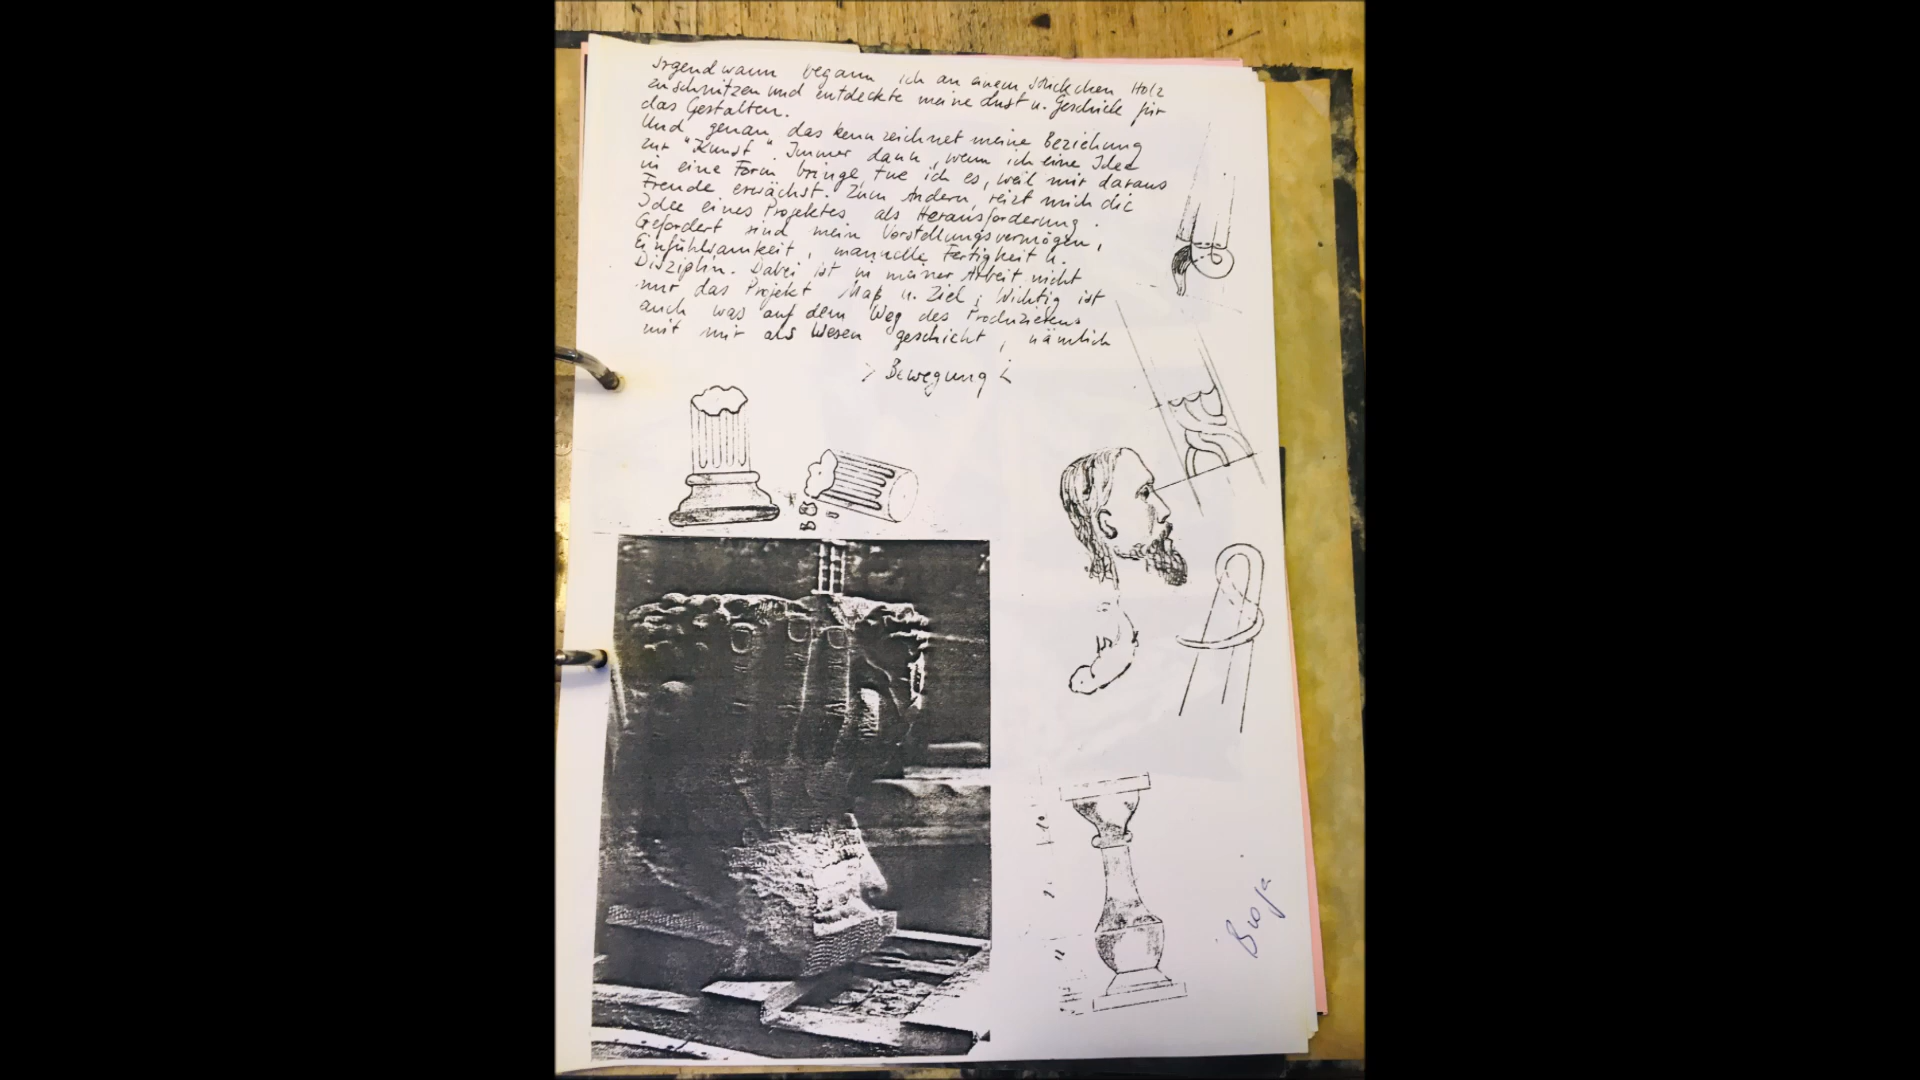 Irgendwann begann ich an einem Stückchen Holz
zu schnitzen und entdeckte meine Lust u. Geschick für
das Gestalten.
Und genau das kennzeichnet meine Beziehung
zur "Kunst". Immer dann, wenn ich eine Idee
in eine Form bringe tue ich es, weil mir daraus
Freude erwächst. Zum Andern, reizt mich die
Idee eines Projektes als Herausforderung.
Gefordert sind mein Vorstellungsvermögen,
Einfühlsamkeit, manuelle Fertigkeit u.
Disziplin. Dabei ist in meiner Arbeit nicht
nur das Projekt Maß u. Ziel; Wichtig ist
auch was auf dem Weg des Produzierens
mit mir als Wesen geschieht, nämlich
> Bewegung <